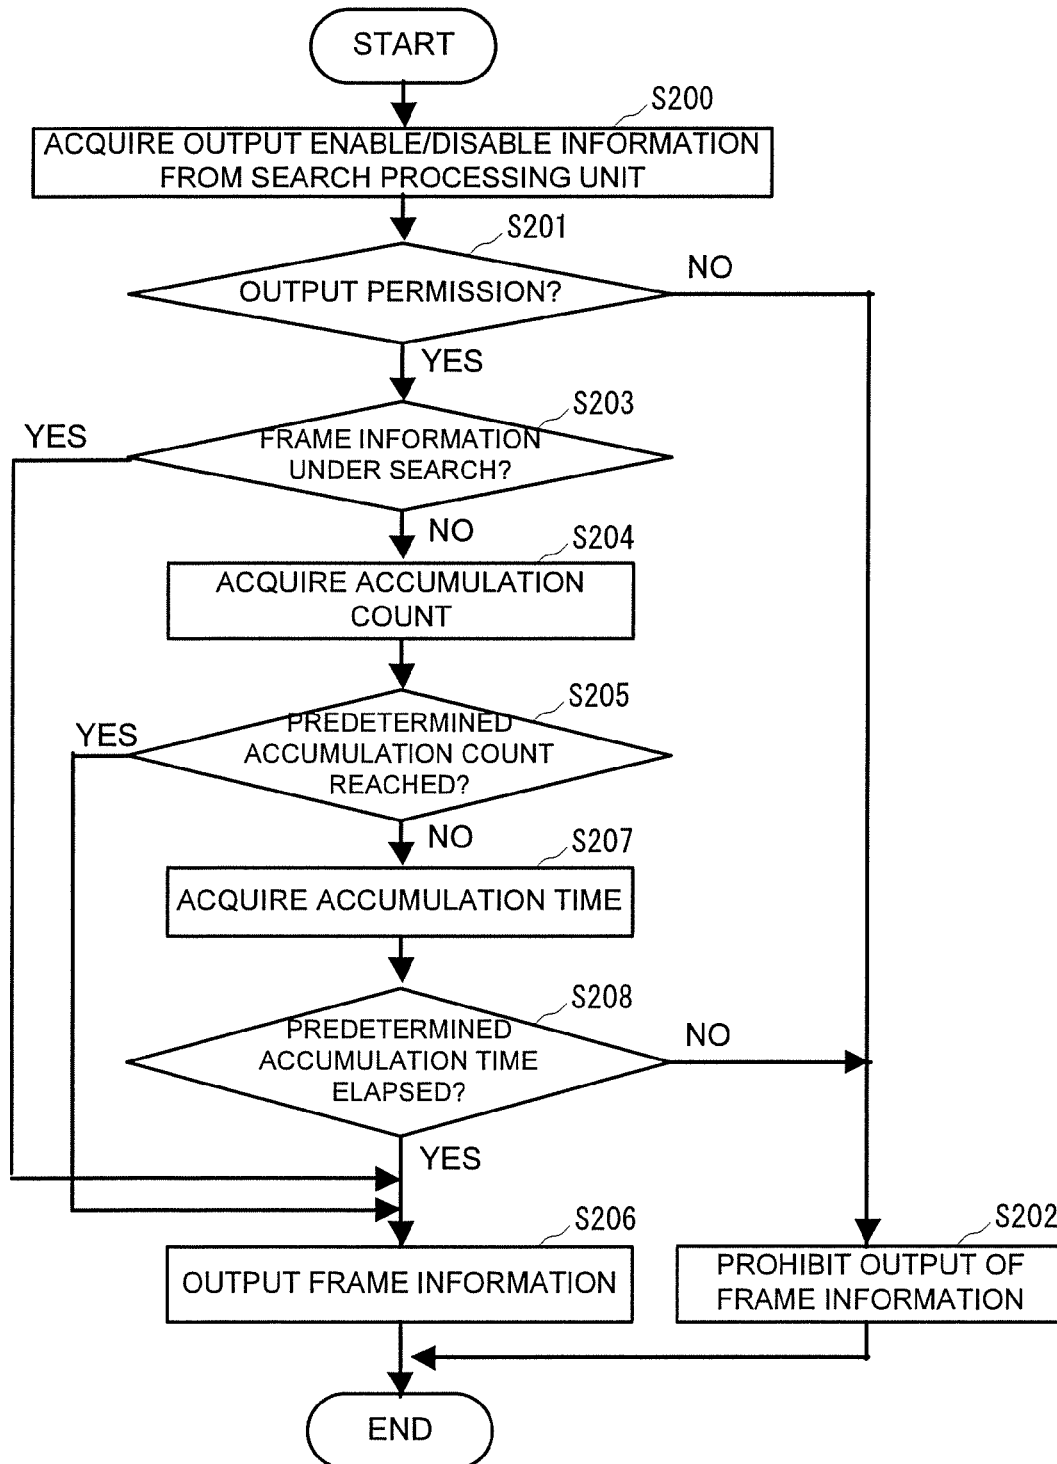 START
S200
ACQUIRE OUTPUT ENABLE/DISABLE INFORMATION
FROM SEARCH PROCESSING UNIT
S201
OUTPUT PERMISSION?
NO
YES
S203
YES
FRAME INFORMATION
UNDER SEARCH?
NO
S204
ACQUIRE ACCUMULATION
COUNT
S205
YES
PREDETERMINED
ACCUMULATION COUNT
REACHED?
NO
S207
ACQUIRE ACCUMULATION TIME
S208
PREDETERMINED
ACCUMULATION TIME
ELAPSED?
NO
YES
S206
OUTPUT FRAME INFORMATION
S202
PROHIBIT OUTPUT OF
FRAME INFORMATION
END